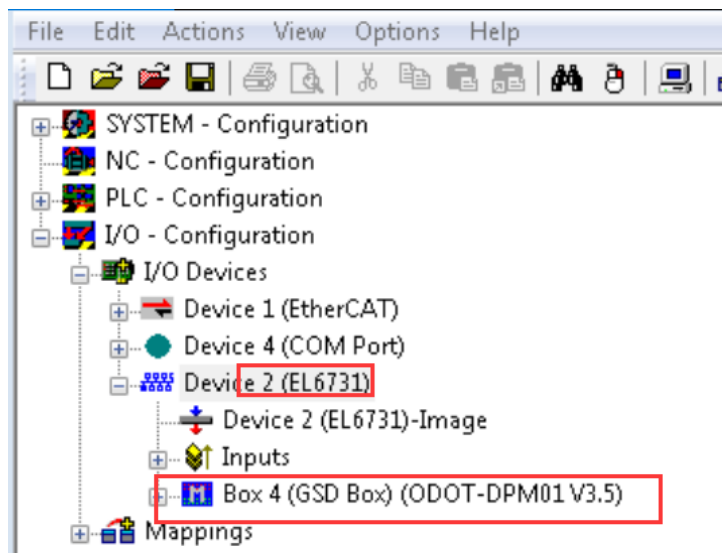 File Edit Actions View Options Help
SYSTEM - Configuration
NC - Configuration
PLC - Configuration
I/O - Configuration
I/O Devices
Device 1 (EtherCAT)
Device 4 (COM Port)
Device 2 (EL6731)
Device 2 (EL6731)-Image
Inputs
Box 4 (GSD Box) (ODOT-DPM01 V3.5)
Mappings